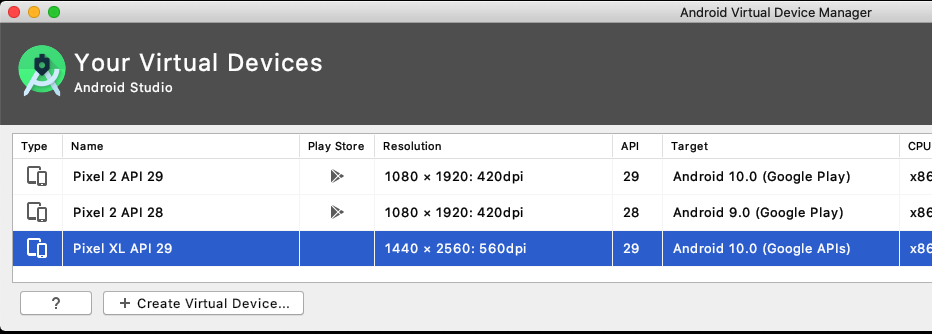 Android Virtual Device Manager
Your Virtual Devices
Android Studio
Type Name Play Store Resolution API Target CPU
Pixel 2 API 29 1080 × 1920: 420dpi 29 Android 10.0 (Google Play) x86
Pixel 2 API 28 1080 × 1920: 420dpi 28 Android 9.0 (Google Play) x86
Pixel XL API 29 1440 × 2560: 560dpi 29 Android 10.0 (Google APIs) x86
? + Create Virtual Device...